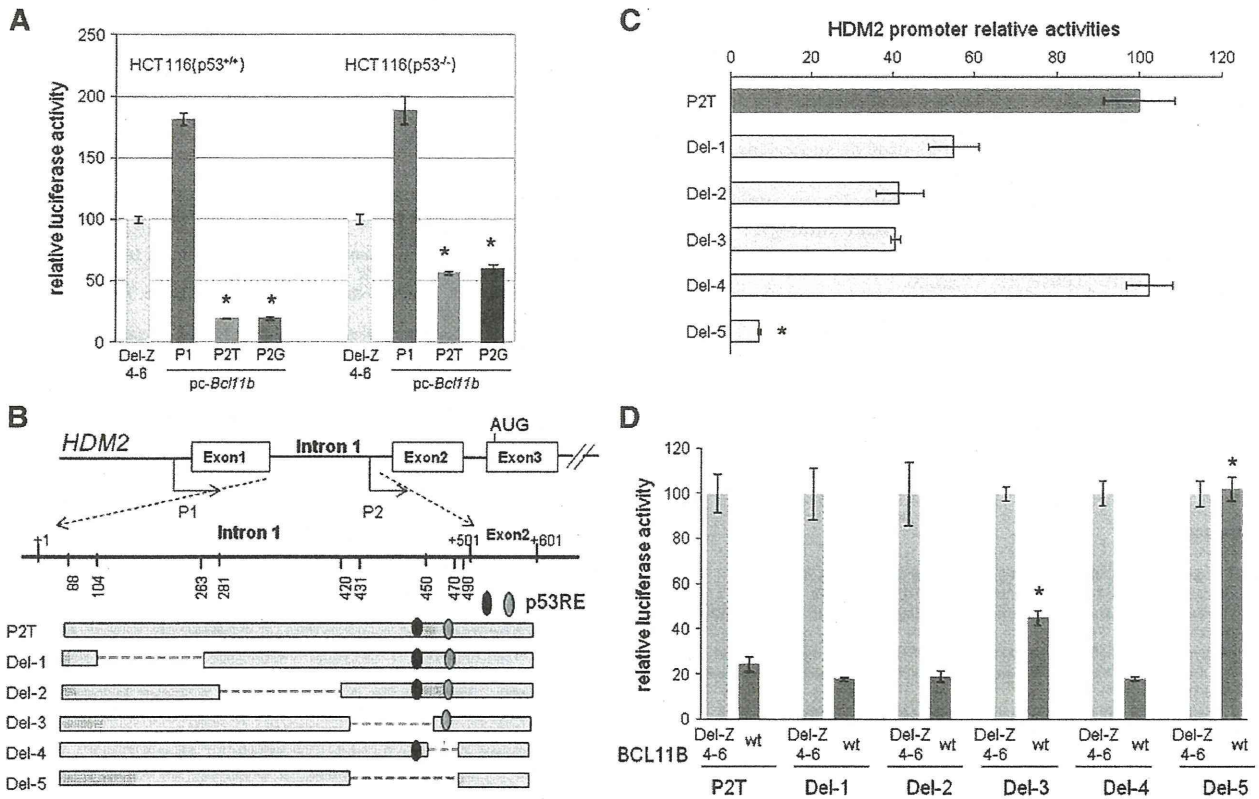 A
250
200
150
100
50
0
relative luciferase activity
HCT116(p53+/+)
HCT116(p53-/-)
* * * *
Del-Z 4-6 P1 P2T P2G Del-Z 4-6 P1 P2T P2G
pc-Bcl11b pc-Bcl11b
B
HDM2
Exon1
Intron 1
Exon2
AUG
Exon3
P1
P2
+1 Intron 1 +501 Exon2 +601
88 104 263 281 420 431 450 470 490
p53RE
P2T
Del-1
Del-2
Del-3
Del-4
Del-5
C
HDM2 promoter relative activities
0 20 40 60 80 100 120
P2T
Del-1
Del-2
Del-3
Del-4
Del-5 *
D
120
100
80
60
40
20
0
relative luciferase activity
* *
BCL11B Del-Z 4-6 wt Del-Z 4-6 wt Del-Z 4-6 wt Del-Z 4-6 wt Del-Z 4-6 wt Del-Z 4-6 wt
P2T Del-1 Del-2 Del-3 Del-4 Del-5